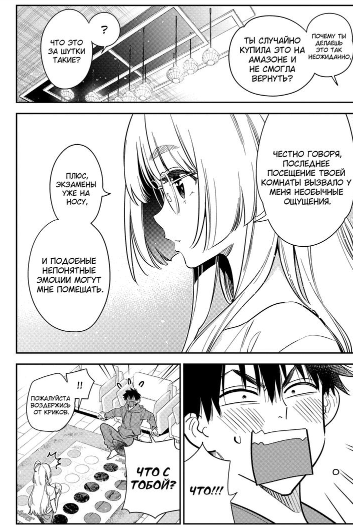 ПОЧЕМУ ТЫ
ДЕЛАЕШЬ
ЭТО ТАК
НЕОЖИДАННО,
ТЫ СЛУЧАЙНО
КУПИЛА ЭТО НА
АМАЗОНЕ И
НЕ СМОГЛА
ВЕРНУТЬ?
?
ЧТО ЭТО
ЗА ШУТКИ
ТАКИЕ?
ЧЕСТНО ГОВОРЯ,
ПОСЛЕДНЕЕ
ПОСЕЩЕНИЕ ТВОЕЙ
КОМНАТЫ ВЫЗВАЛО У
МЕНЯ НЕОБЫЧНЫЕ
ОЩУЩЕНИЯ.
ПЛЮС,
ЭКЗАМЕНЫ
УЖЕ НА
НОСУ,
И ПОДОБНЫЕ
НЕПОНЯТНЫЕ
ЭМОЦИИ МОГУТ
МНЕ ПОМЕШАТЬ.
!!
ПОЖАЛУЙСТА
ВОЗДЕРЖИСЬ
ОТ КРИКОВ.
ЧТО С
ТОБОЙ?
ЧТО!!!